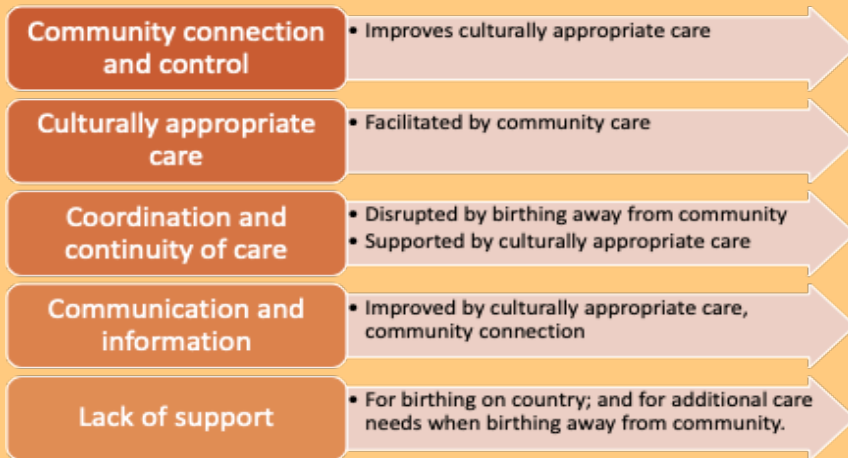 Community connection
and control
• Improves culturally appropriate care
Culturally appropriate
care
• Facilitated by community care
Coordination and
continuity of care
• Disrupted by birthing away from community
• Supported by culturally appropriate care
Communication and
information
• Improved by culturally appropriate care,
community connection
Lack of support
• For birthing on country; and for additional care
needs when birthing away from community.